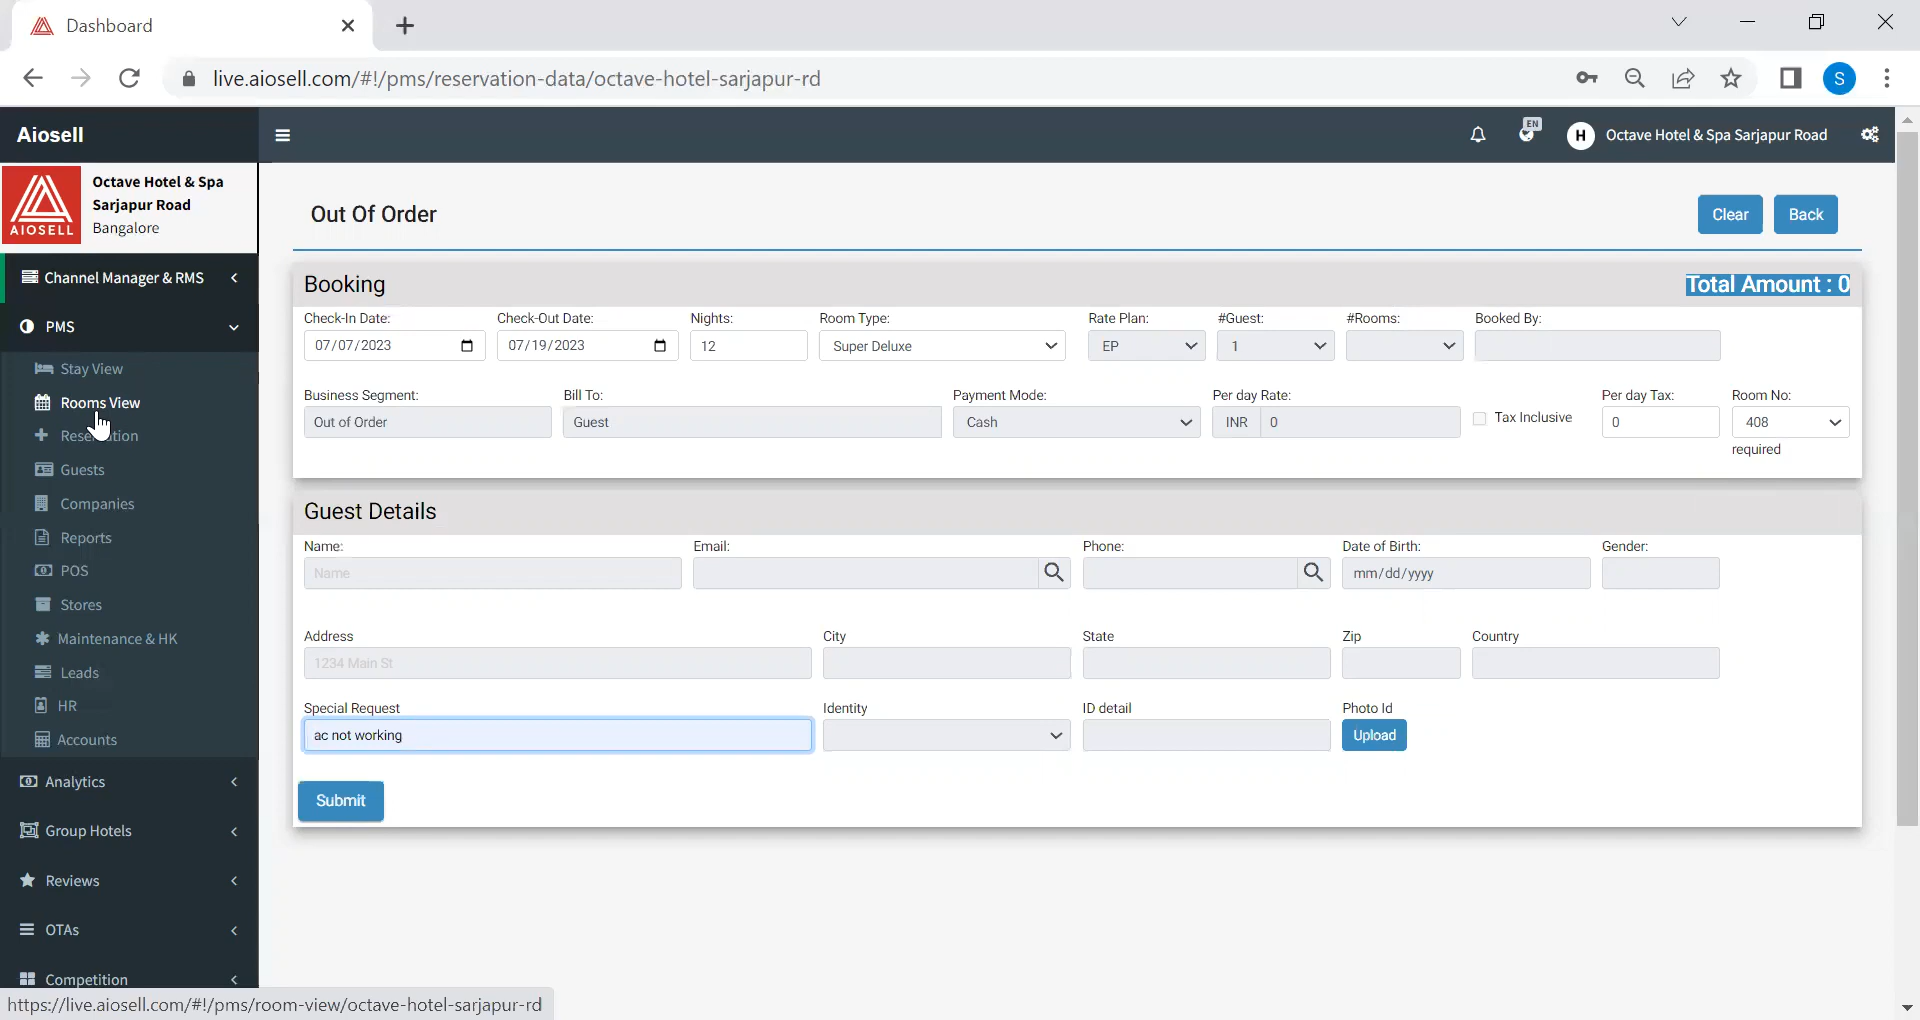 Dashboard
live.aiosell.com/#!/pms/reservation-data/octave-hotel-sarjapur-rd
S
Aiosell
EN
H Octave Hotel & Spa Sarjapur Road
AIOSELL
Octave Hotel & Spa
Sarjapur Road
Bangalore
Channel Manager & RMS
PMS
Stay View
Rooms View
Guests
Companies
Reports
POS
Stores
Maintenance & HK
Leads
HR
Accounts
Analytics
Group Hotels
Reviews
OTAs
Competition
https://live.aiosell.com/#!/pms/room-view/octave-hotel-sarjapur-rd
Out Of Order
Clear
Back
Booking
Total Amount : 0
Check-In Date: Check-Out Date: Nights: Room Type: Rate Plan: #Guest: #Rooms: Booked By:
07/07/2023 07/19/2023 12 Super Deluxe EP 1
Business Segment: Bill To: Payment Mode: Per day Rate: Per day Tax: Room No:
Out of Order Guest Cash INR 0 Tax Inclusive 0 408
required
Guest Details
Name: Email: Phone: Date of Birth: Gender:
Name mm/dd/yyyy
Address City State Zip Country
1234 Main St
Special Request Identity ID detail Photo Id
ac not working Upload
Submit